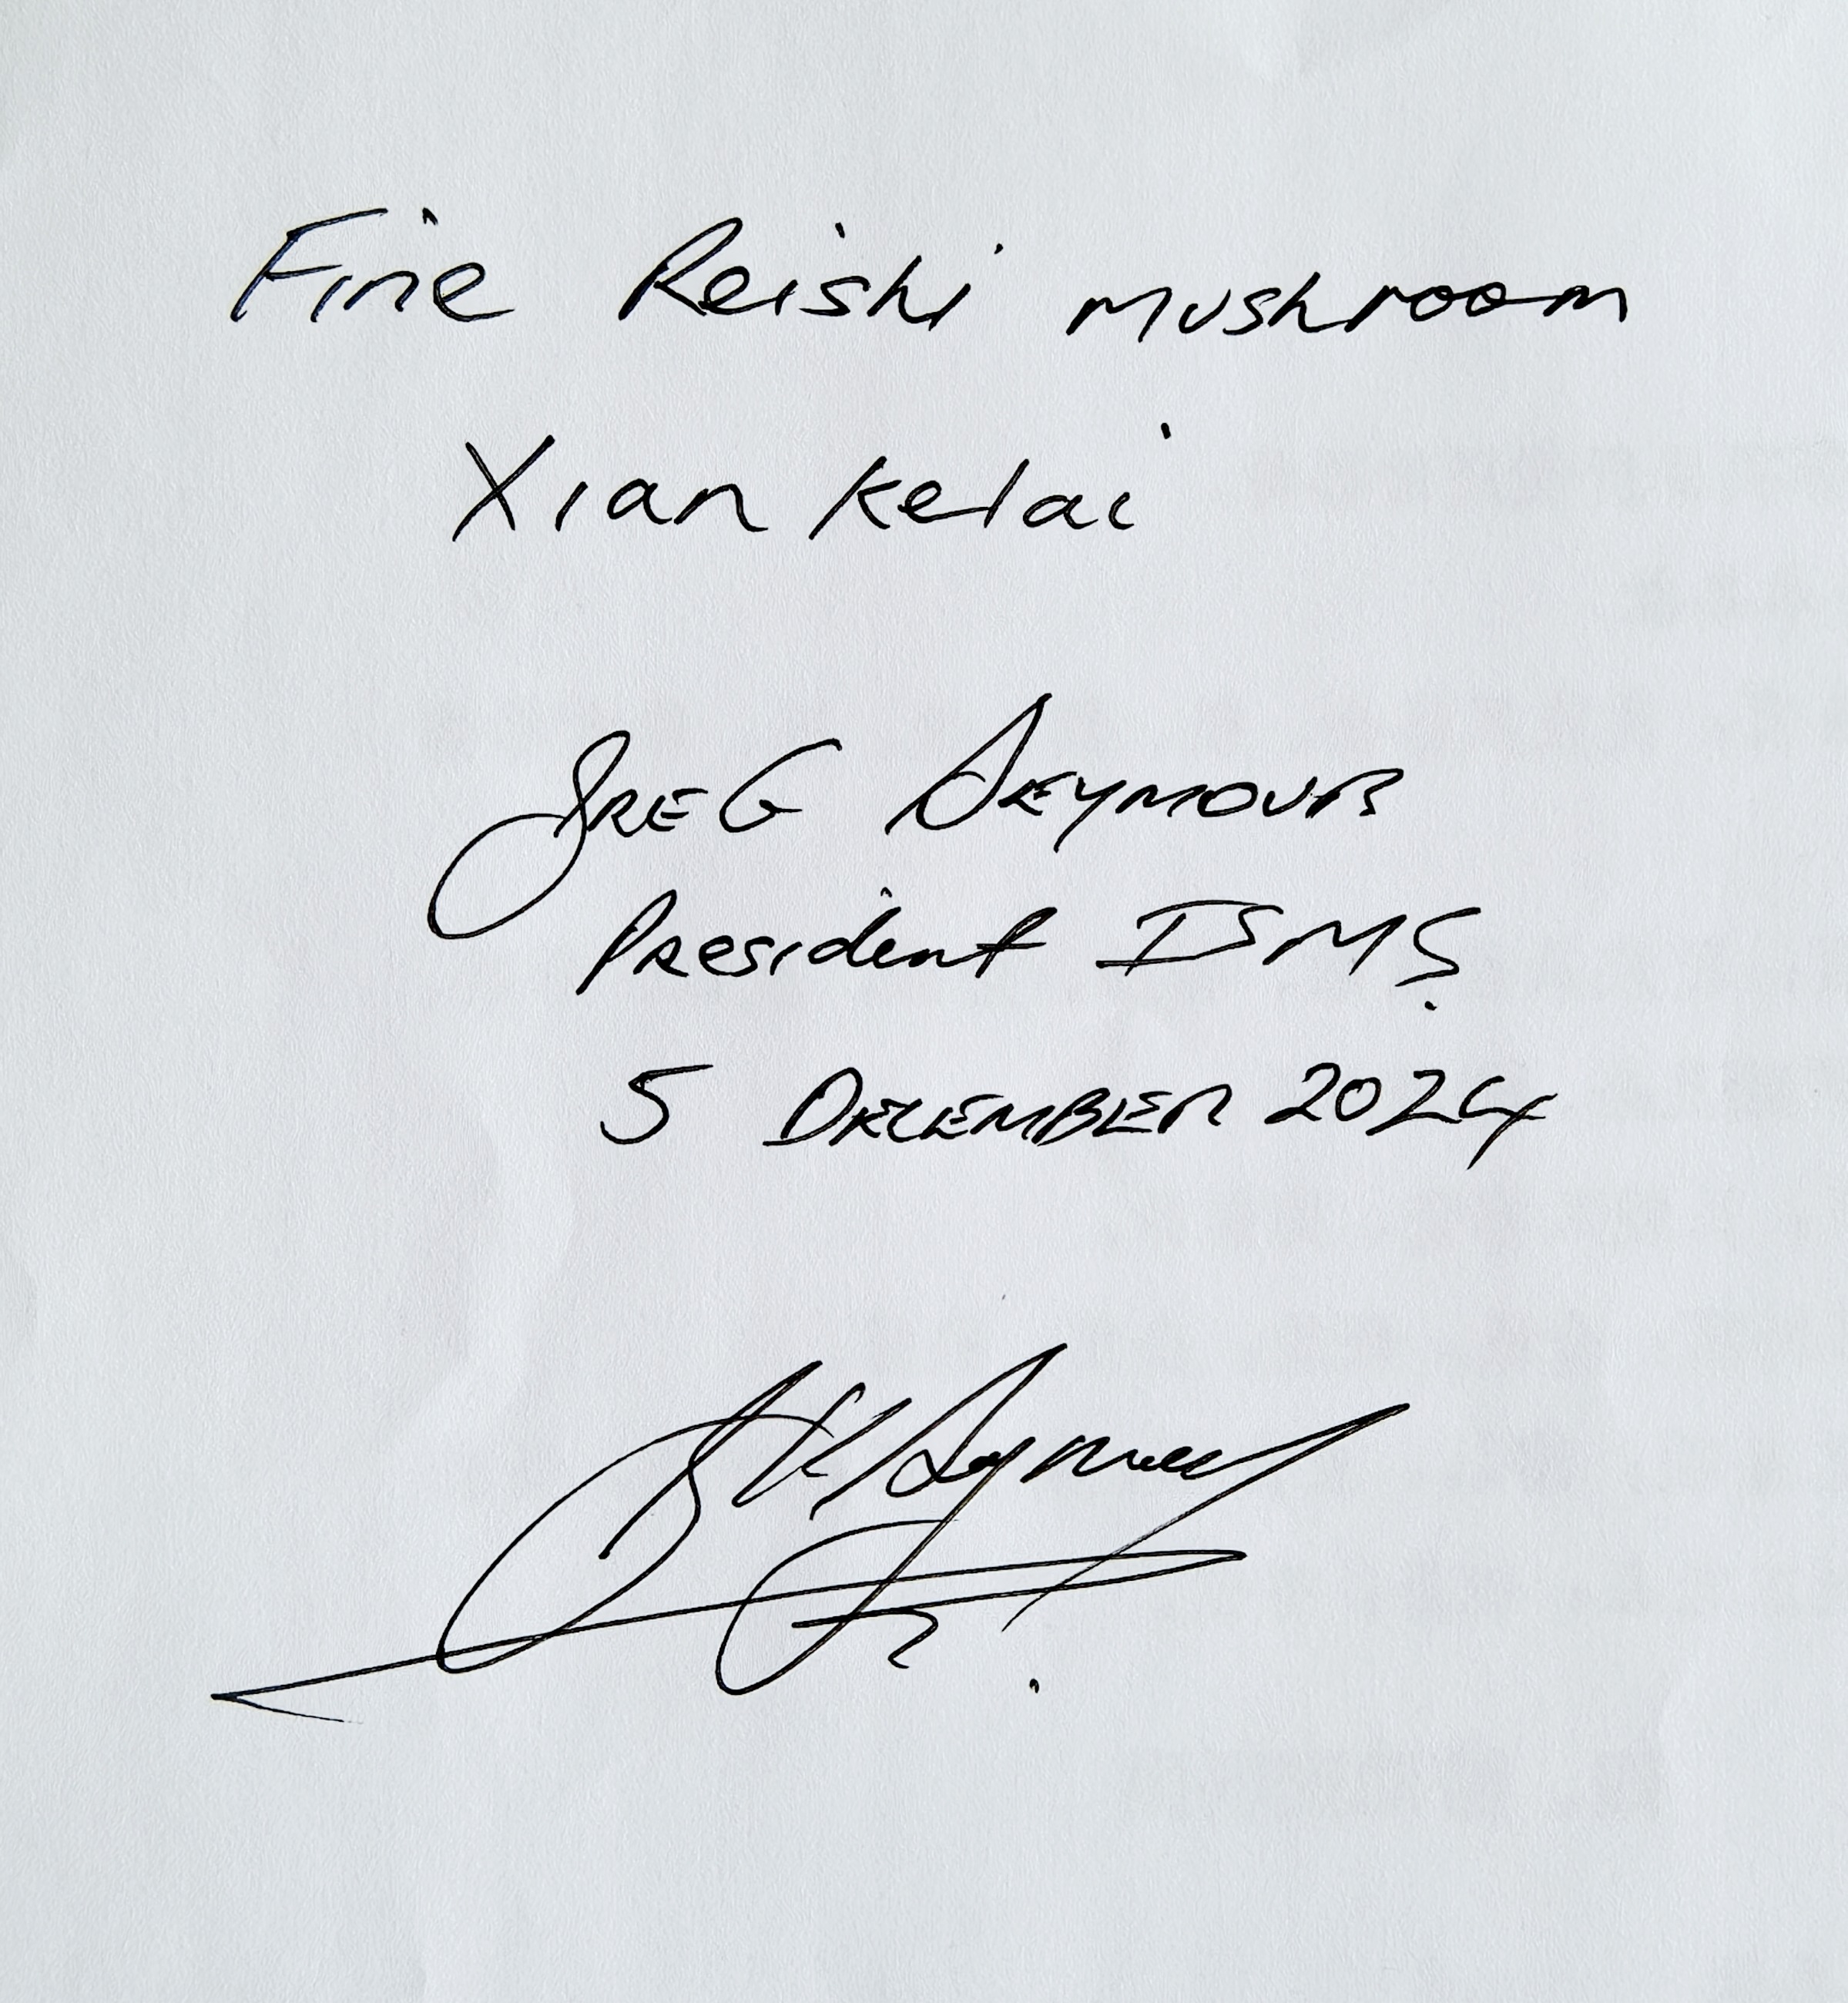 Fine Reishi mushroom
Xian kelai
GREG SEYMOUR
President ISMS.
5 DECEMBER 2024